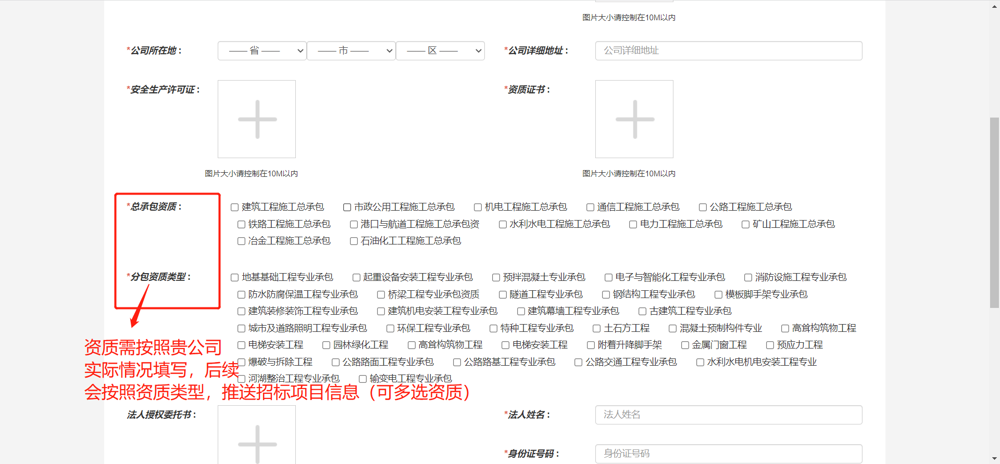 图片大小请控制在10M以内
*公司所在地：
—— 省 ——
—— 市 ——
—— 区 ——
*公司详细地址：
公司详细地址
*安全生产许可证：
*资质证书：
图片大小请控制在10M以内
图片大小请控制在10M以内
*总承包资质：
建筑工程施工总承包 市政公用工程施工总承包 机电工程施工总承包 通信工程施工总承包 公路工程施工总承包
铁路工程施工总承包 港口与航道工程施工总承包资 水利水电工程施工总承包 电力工程施工总承包 矿山工程施工总承包
冶金工程施工总承包 石油化工工程施工总承包
*分包资质类型：
地基基础工程专业承包 起重设备安装工程专业承包 预拌混凝土专业承包 电子与智能化工程专业承包 消防设施工程专业承包
防水防腐保温工程专业承包 桥梁工程专业承包资质 隧道工程专业承包 钢结构工程专业承包 模板脚手架专业承包
建筑装修装饰工程专业承包 建筑机电安装工程专业承包 建筑幕墙工程专业承包 古建筑工程专业承包
城市及道路照明工程专业承包 环保工程专业承包 特种工程专业承包 土石方工程 混凝土预制构件专业 高耸构筑物工程
电梯安装工程 园林绿化工程 高耸构筑物工程 电梯安装工程 附着升降脚手架 金属门窗工程 预应力工程
爆破与拆除工程 公路路面工程专业承包 公路路基工程专业承包 公路交通工程专业承包 水利水电机电安装工程专业
河湖整治工程专业承包 输变电工程专业承包
资质需按照贵公司
实际情况填写，后续
会按照资质类型，推送招标项目信息（可多选资质）
法人授权委托书：
*法人姓名：
法人姓名
*身份证号码：
身份证号码